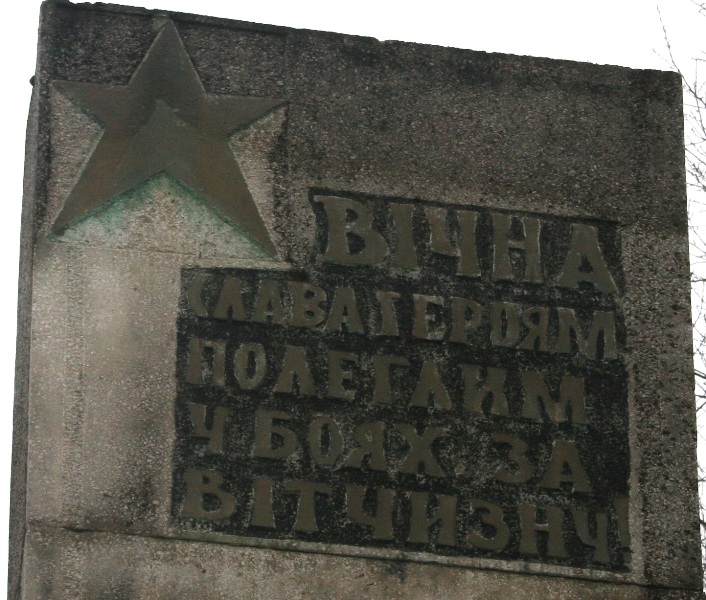 ВІЧНА
СЛАВА ГЕРОЯМ
ПОЛЕГЛИМ
У БОЯХ ЗА
ВІТЧИЗНУ!